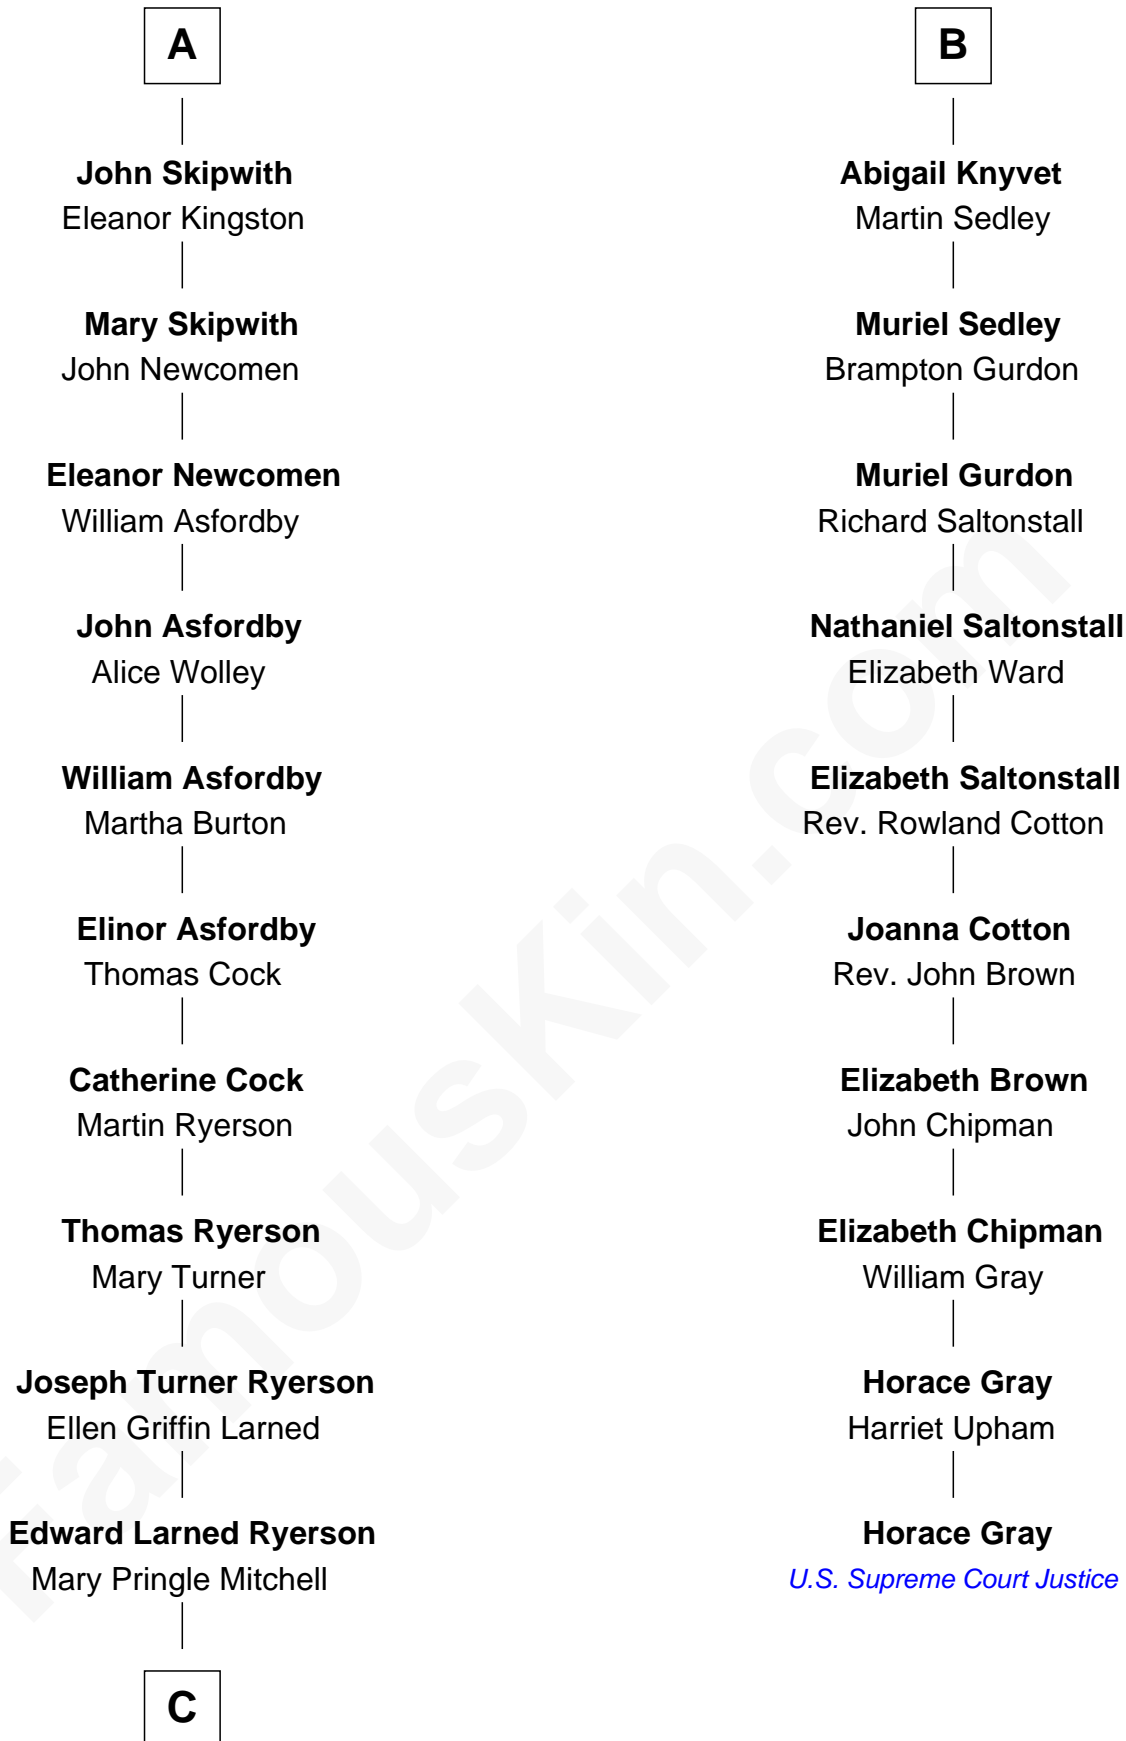 A
John Skipwith
Eleanor Kingston
Mary Skipwith
John Newcomen
Eleanor Newcomen
William Asfordby
John Asfordby
Alice Wolley
William Asfordby
Martha Burton
Elinor Asfordby
Thomas Cock
Catherine Cock
Martin Ryerson
Thomas Ryerson
Mary Turner
Joseph Turner Ryerson
Ellen Griffin Larned
Edward Larned Ryerson
Mary Pringle Mitchell
C
B
Abigail Knyvet
Martin Sedley
Muriel Sedley
Brampton Gurdon
Muriel Gurdon
Richard Saltonstall
Nathaniel Saltonstall
Elizabeth Ward
Elizabeth Saltonstall
Rev. Rowland Cotton
Joanna Cotton
Rev. John Brown
Elizabeth Brown
John Chipman
Elizabeth Chipman
William Gray
Horace Gray
Harriet Upham
Horace Gray
U.S. Supreme Court Justice
FamousKin.com